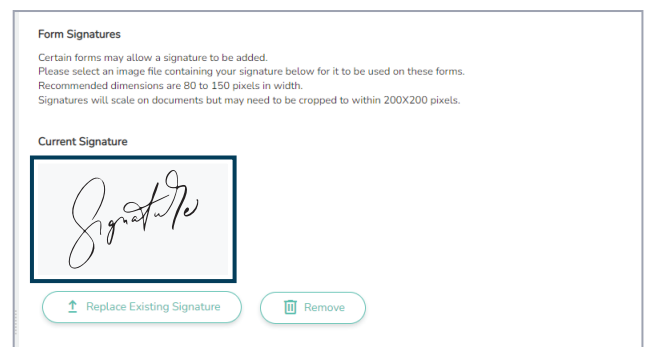 Form Signatures
Certain forms may allow a signature to be added.
Please select an image file containing your signature below for it to be used on these forms.
Recommended dimensions are 80 to 150 pixels in width.
Signatures will scale on documents but may need to be cropped to within 200X200 pixels.
Current Signature
Signature
Replace Existing Signature
Remove